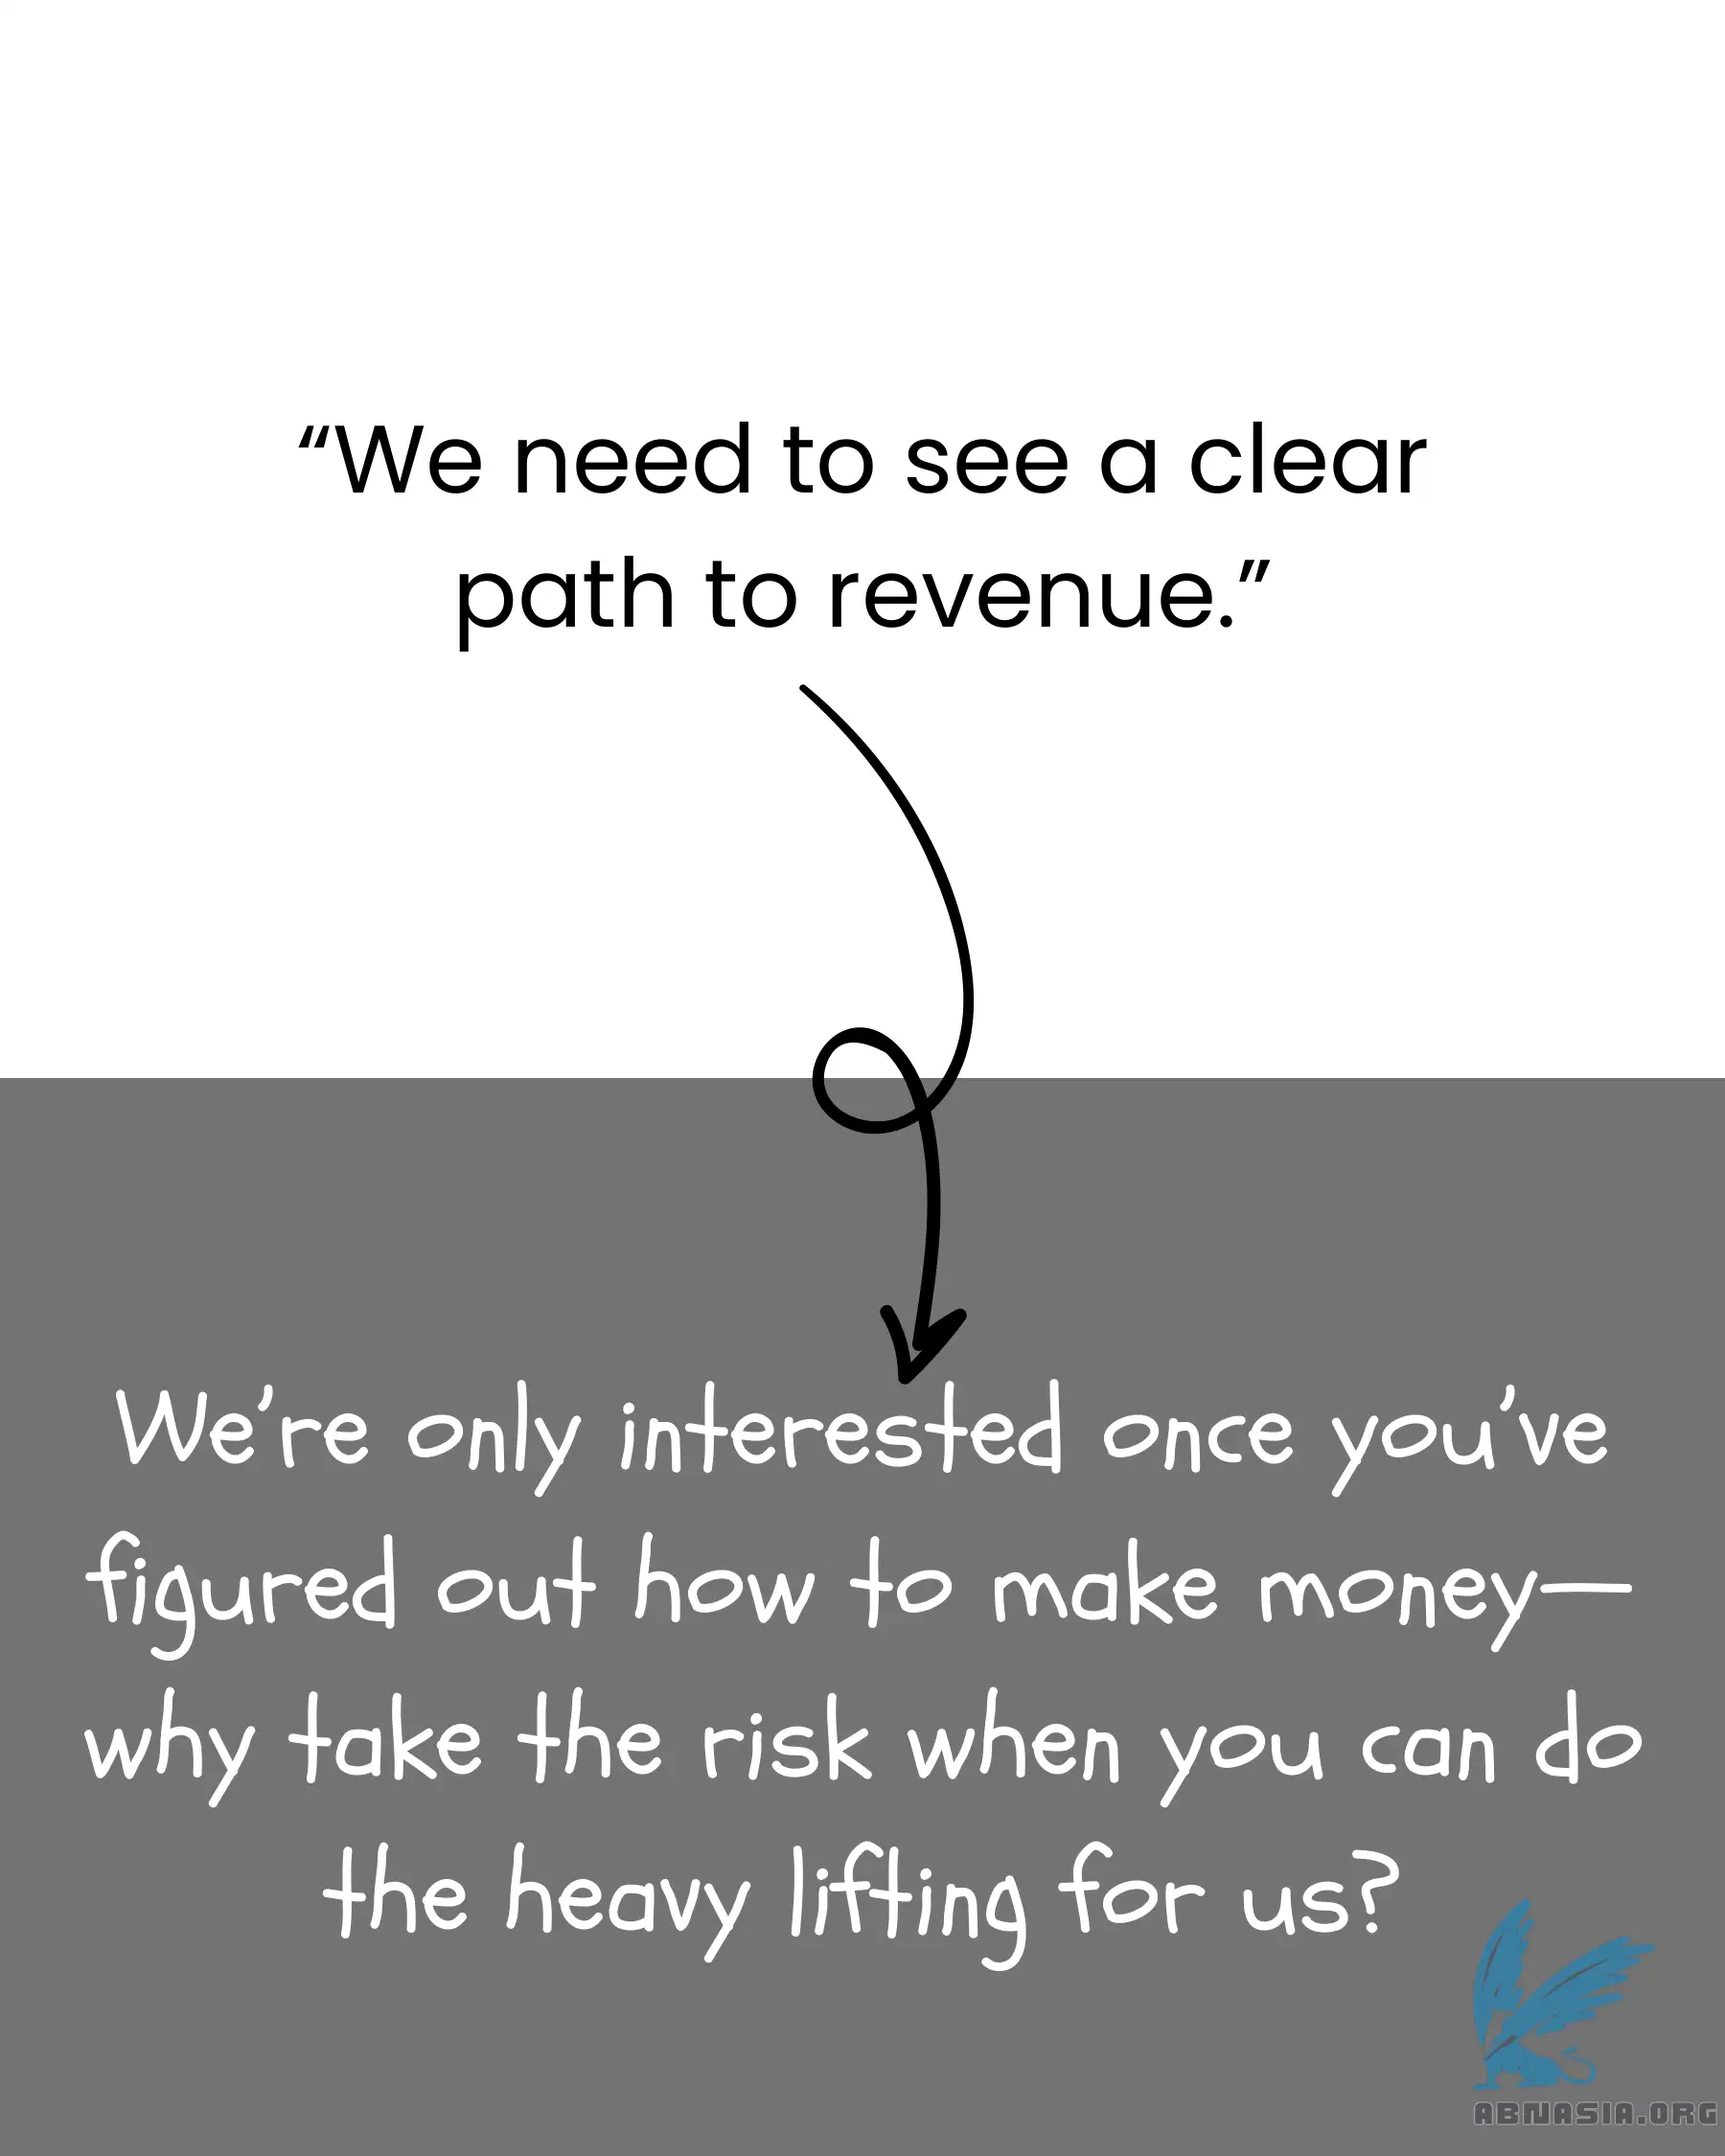 “We need to see a clear
path to revenue.”
We’re only interested once you’ve
figured out how to make money—
why take the risk when you can do
the heavy lifting for us?
ABNASIA.ORG